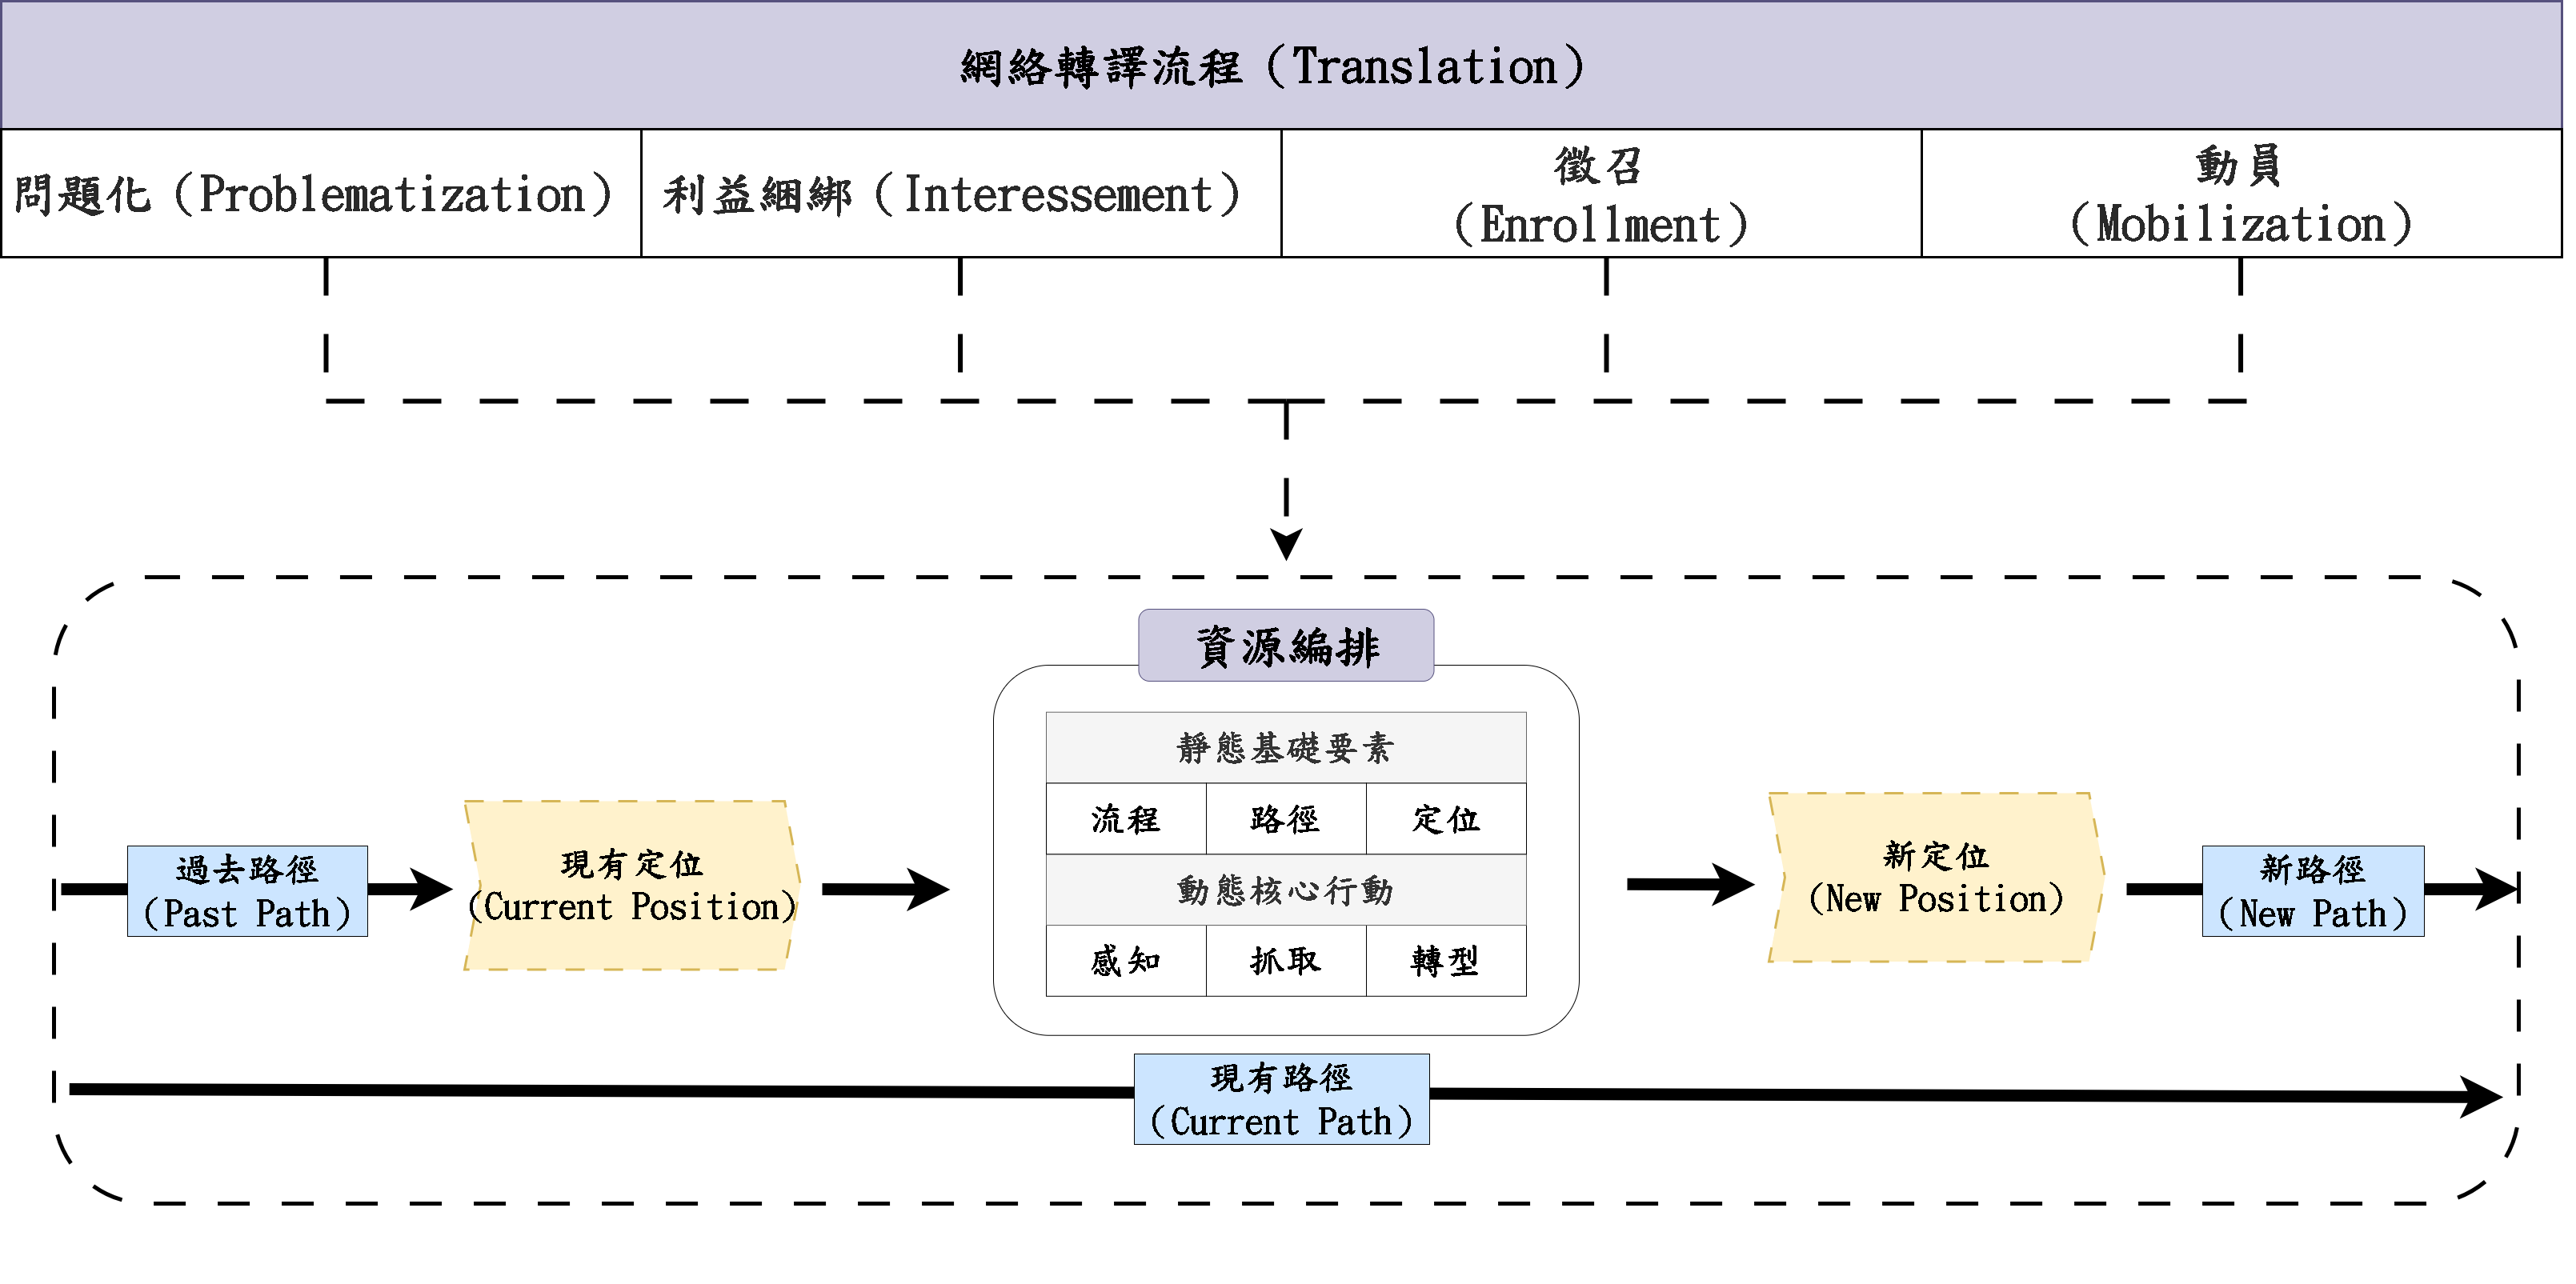 網絡轉譯流程（Translation）
問題化（Problematization）
利益綑綁（Interessement）
徵召
（Enrollment）
動員
（Mobilization）
資源編排
靜態基礎要素
流程
路徑
定位
動態核心行動
感知
抓取
轉型
過去路徑
（Past Path）
現有定位
（Current Position）
新定位
（New Position）
新路徑
（New Path）
現有路徑
（Current Path）